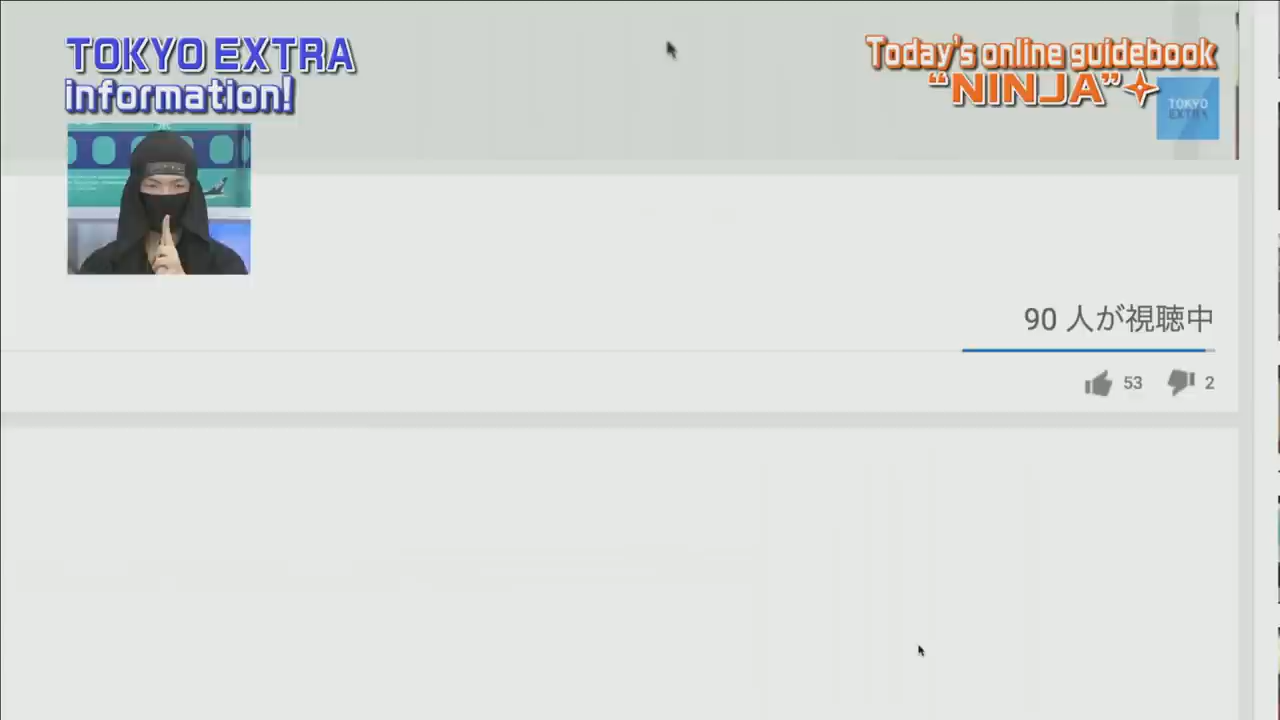 TOKYO EXTRA
information!
Today's online guidebook
“NINJA”
TOKYO
EXTRA
90 人が視聴中
53
2